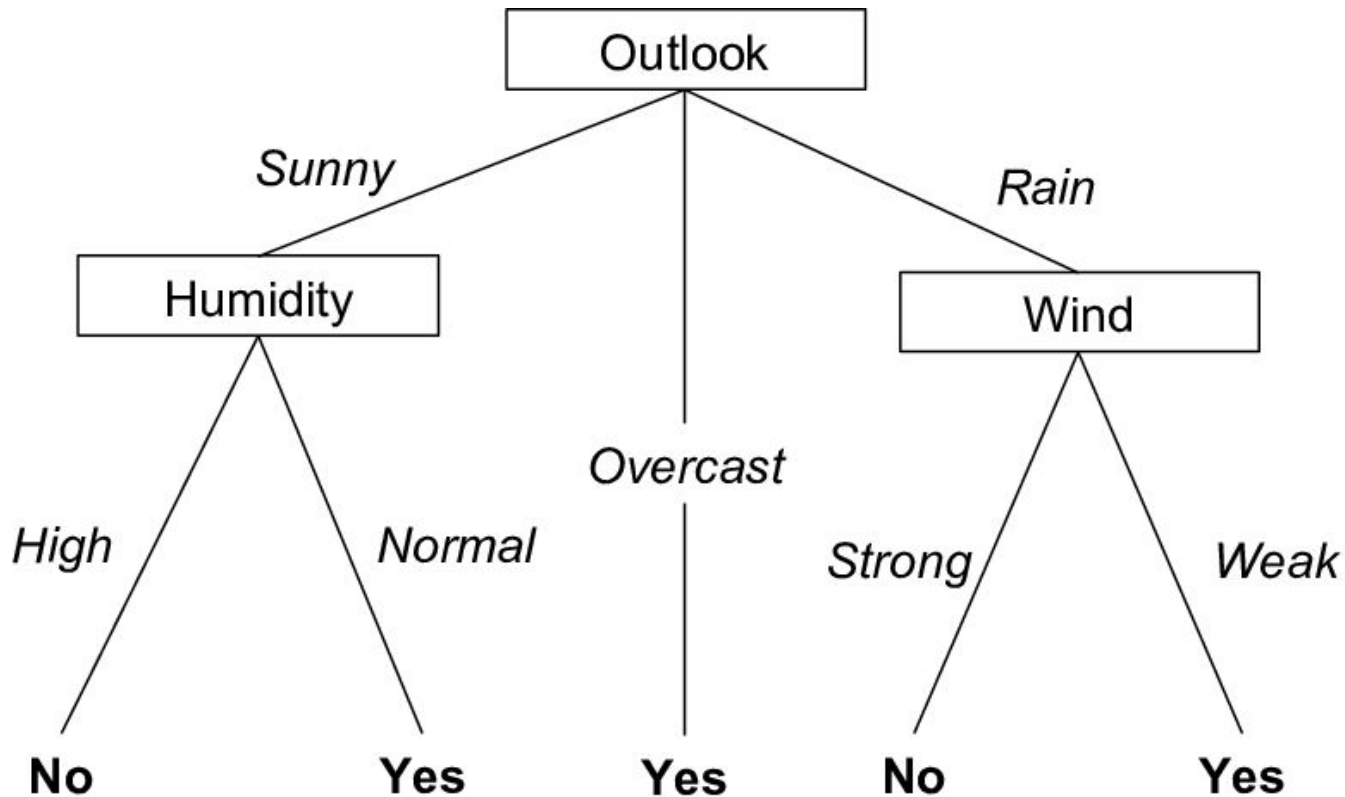 Outlook
Sunny
Rain
Humidity
Wind
Overcast
High
Normal
Strong
Weak
No
Yes
Yes
No
Yes